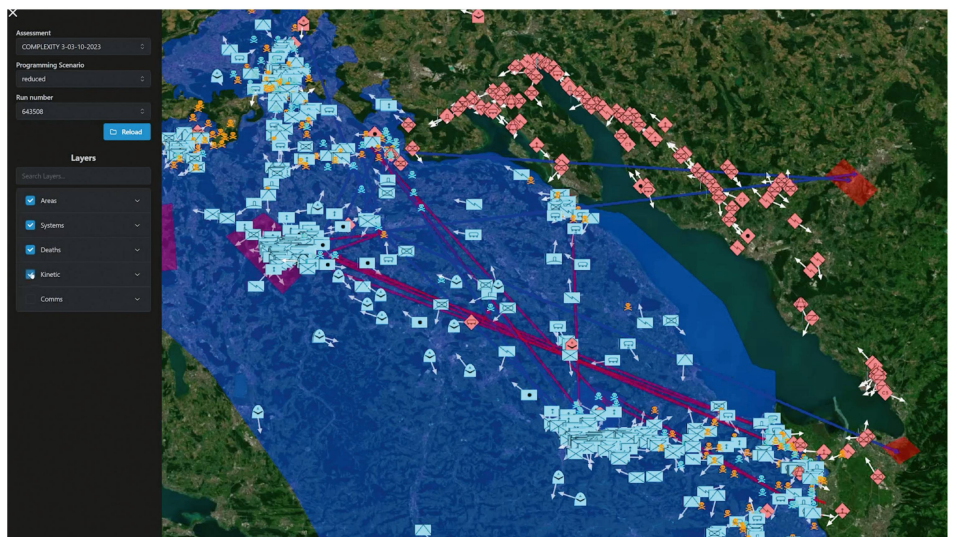 Assessment
COMPLEXITY 3-03-10-2023
Programming Scenario
reduced
Run number
643508
Reload
Layers
Search Layers...
Areas
Systems
Deaths
Kinetic
Comms